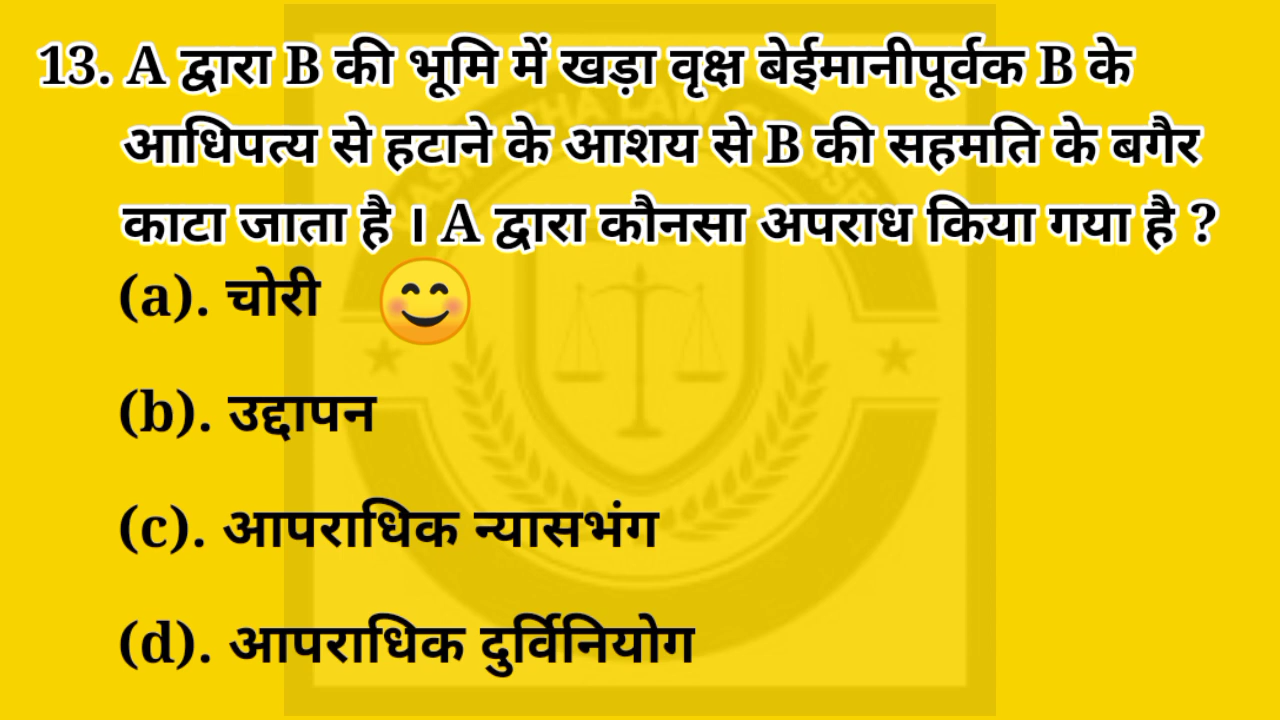 13. A द्वारा B की भूमि में खड़ा वृक्ष बेईमानीपूर्वक B के
आधिपत्य से हटाने के आशय से B की सहमति के बगैर
काटा जाता है । A द्वारा कौनसा अपराध किया गया है ?
(a). चोरी
(b). उद्दापन
(c). आपराधिक न्यासभंग
(d). आपराधिक दुर्विनियोग